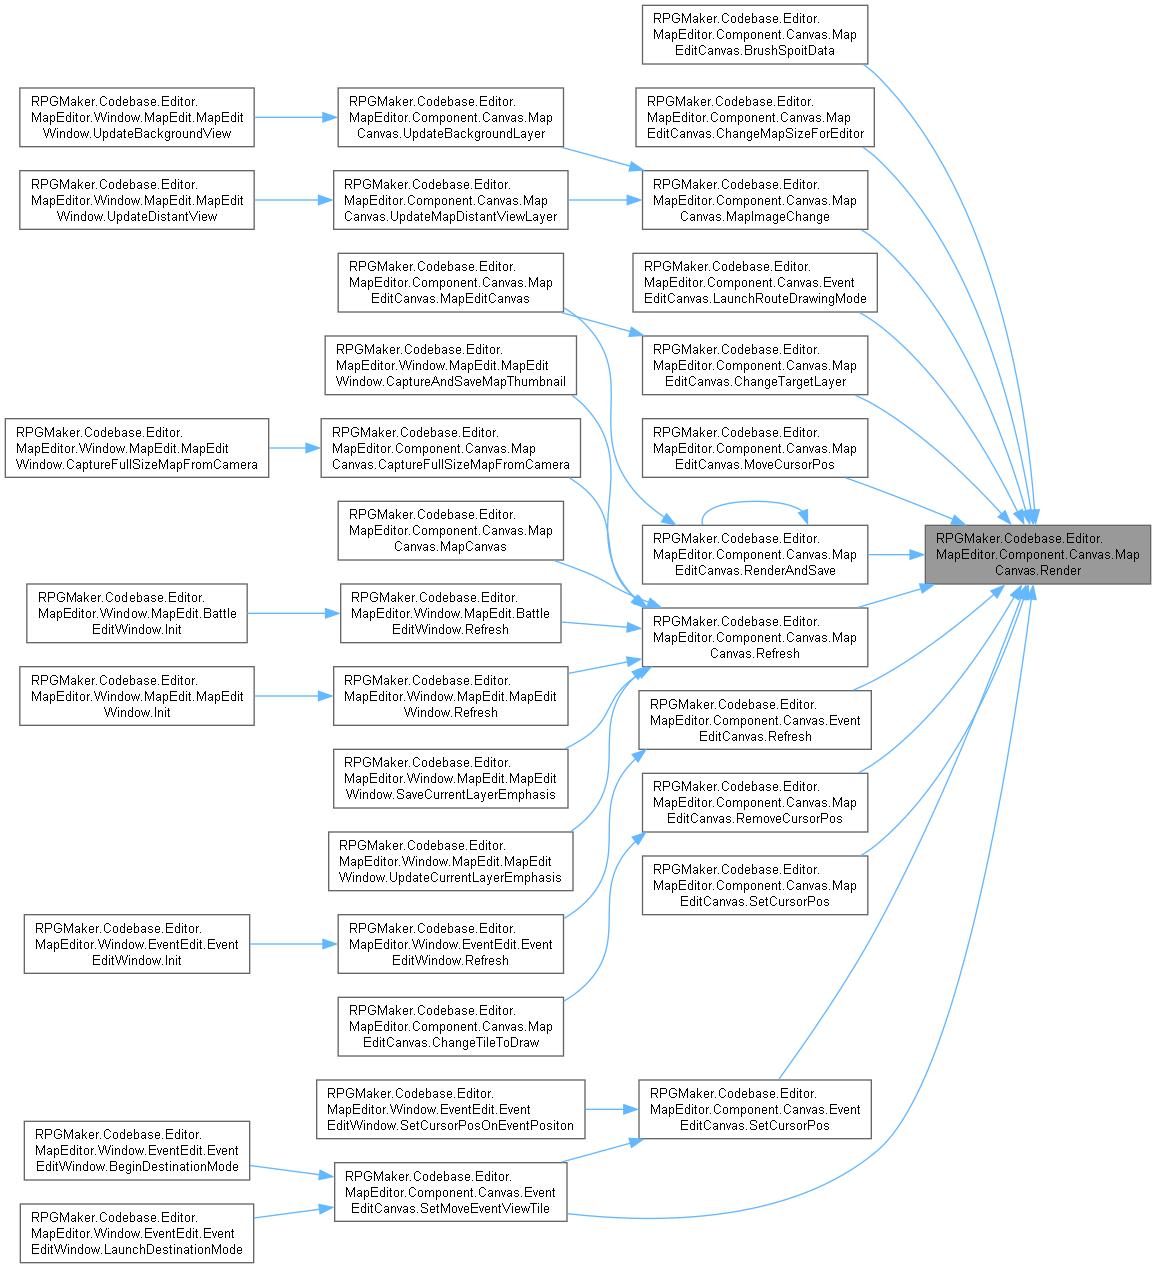 RPGMaker.Codebase.Editor.
MapEditor.Component.Canvas.Map
EditCanvas.BrushSpoitData
RPGMaker.Codebase.Editor.
MapEditor.Window.MapEdit.MapEdit
Window.UpdateBackgroundView
RPGMaker.Codebase.Editor.
MapEditor.Component.Canvas.Map
Canvas.UpdateBackgroundLayer
RPGMaker.Codebase.Editor.
MapEditor.Component.Canvas.Map
EditCanvas.ChangeMapSizeForEditor
RPGMaker.Codebase.Editor.
MapEditor.Window.MapEdit.MapEdit
Window.UpdateDistantView
RPGMaker.Codebase.Editor.
MapEditor.Component.Canvas.Map
Canvas.UpdateMapDistantViewLayer
RPGMaker.Codebase.Editor.
MapEditor.Component.Canvas.Map
Canvas.MapImageChange
RPGMaker.Codebase.Editor.
MapEditor.Component.Canvas.Map
EditCanvas.MapEditCanvas
RPGMaker.Codebase.Editor.
MapEditor.Component.Canvas.Event
EditCanvas.LaunchRouteDrawingMode
RPGMaker.Codebase.Editor.
MapEditor.Window.MapEdit.MapEdit
Window.CaptureAndSaveMapThumbnail
RPGMaker.Codebase.Editor.
MapEditor.Component.Canvas.Map
EditCanvas.ChangeTargetLayer
RPGMaker.Codebase.Editor.
MapEditor.Window.MapEdit.MapEdit
Window.CaptureFullSizeMapFromCamera
RPGMaker.Codebase.Editor.
MapEditor.Component.Canvas.Map
Canvas.CaptureFullSizeMapFromCamera
RPGMaker.Codebase.Editor.
MapEditor.Component.Canvas.Map
EditCanvas.MoveCursorPos
RPGMaker.Codebase.Editor.
MapEditor.Component.Canvas.Map
Canvas.MapCanvas
RPGMaker.Codebase.Editor.
MapEditor.Component.Canvas.Map
EditCanvas.RenderAndSave
RPGMaker.Codebase.Editor.
MapEditor.Component.Canvas.Map
Canvas.Render
RPGMaker.Codebase.Editor.
MapEditor.Window.MapEdit.Battle
EditWindow.Init
RPGMaker.Codebase.Editor.
MapEditor.Window.MapEdit.Battle
EditWindow.Refresh
RPGMaker.Codebase.Editor.
MapEditor.Component.Canvas.Map
Canvas.Refresh
RPGMaker.Codebase.Editor.
MapEditor.Window.MapEdit.MapEdit
Window.Init
RPGMaker.Codebase.Editor.
MapEditor.Window.MapEdit.MapEdit
Window.Refresh
RPGMaker.Codebase.Editor.
MapEditor.Component.Canvas.Event
EditCanvas.Refresh
RPGMaker.Codebase.Editor.
MapEditor.Window.MapEdit.MapEdit
Window.SaveCurrentLayerEmphasis
RPGMaker.Codebase.Editor.
MapEditor.Component.Canvas.Map
EditCanvas.RemoveCursorPos
RPGMaker.Codebase.Editor.
MapEditor.Window.MapEdit.MapEdit
Window.UpdateCurrentLayerEmphasis
RPGMaker.Codebase.Editor.
MapEditor.Component.Canvas.Map
EditCanvas.SetCursorPos
RPGMaker.Codebase.Editor.
MapEditor.Window.EventEdit.Event
EditWindow.Init
RPGMaker.Codebase.Editor.
MapEditor.Window.EventEdit.Event
EditWindow.Refresh
RPGMaker.Codebase.Editor.
MapEditor.Component.Canvas.Map
EditCanvas.ChangeTileToDraw
RPGMaker.Codebase.Editor.
MapEditor.Window.EventEdit.Event
EditWindow.SetCursorPosOnEventPositon
RPGMaker.Codebase.Editor.
MapEditor.Component.Canvas.Event
EditCanvas.SetCursorPos
RPGMaker.Codebase.Editor.
MapEditor.Window.EventEdit.Event
EditWindow.BeginDestinationMode
RPGMaker.Codebase.Editor.
MapEditor.Component.Canvas.Event
EditCanvas.SetMoveEventViewTile
RPGMaker.Codebase.Editor.
MapEditor.Window.EventEdit.Event
EditWindow.LaunchDestinationMode